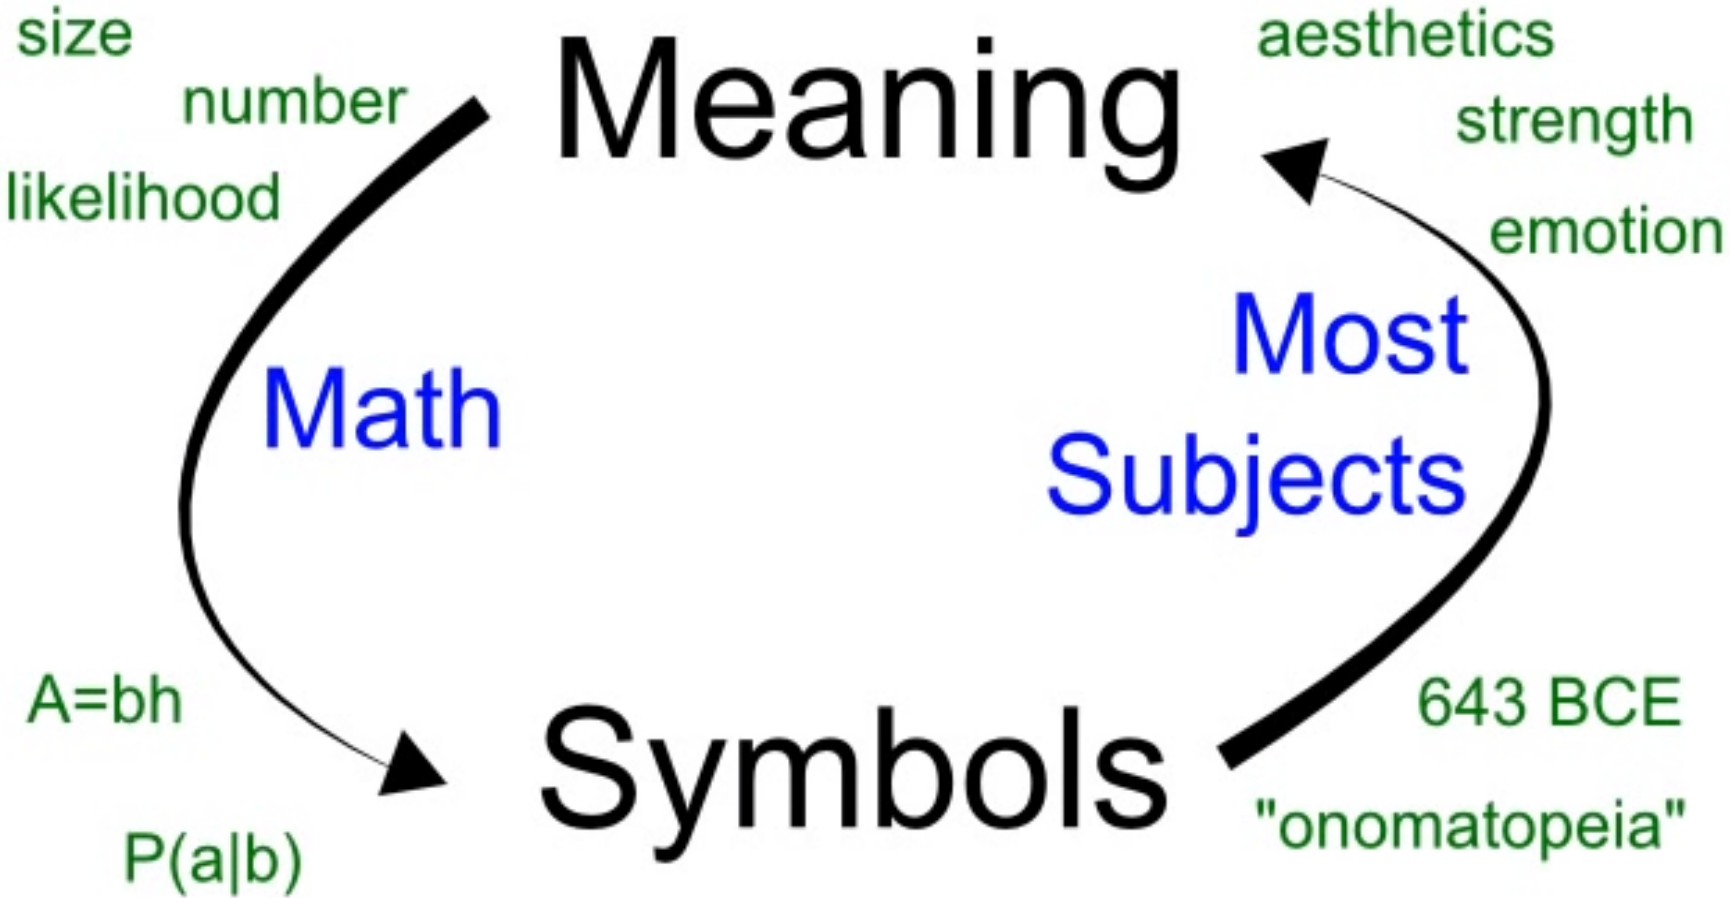 size
number
likelihood
Meaning
aesthetics
strength
emotion
Math
Most
Subjects
A=bh
P(a|b)
Symbols
643 BCE
"onomatopeia"